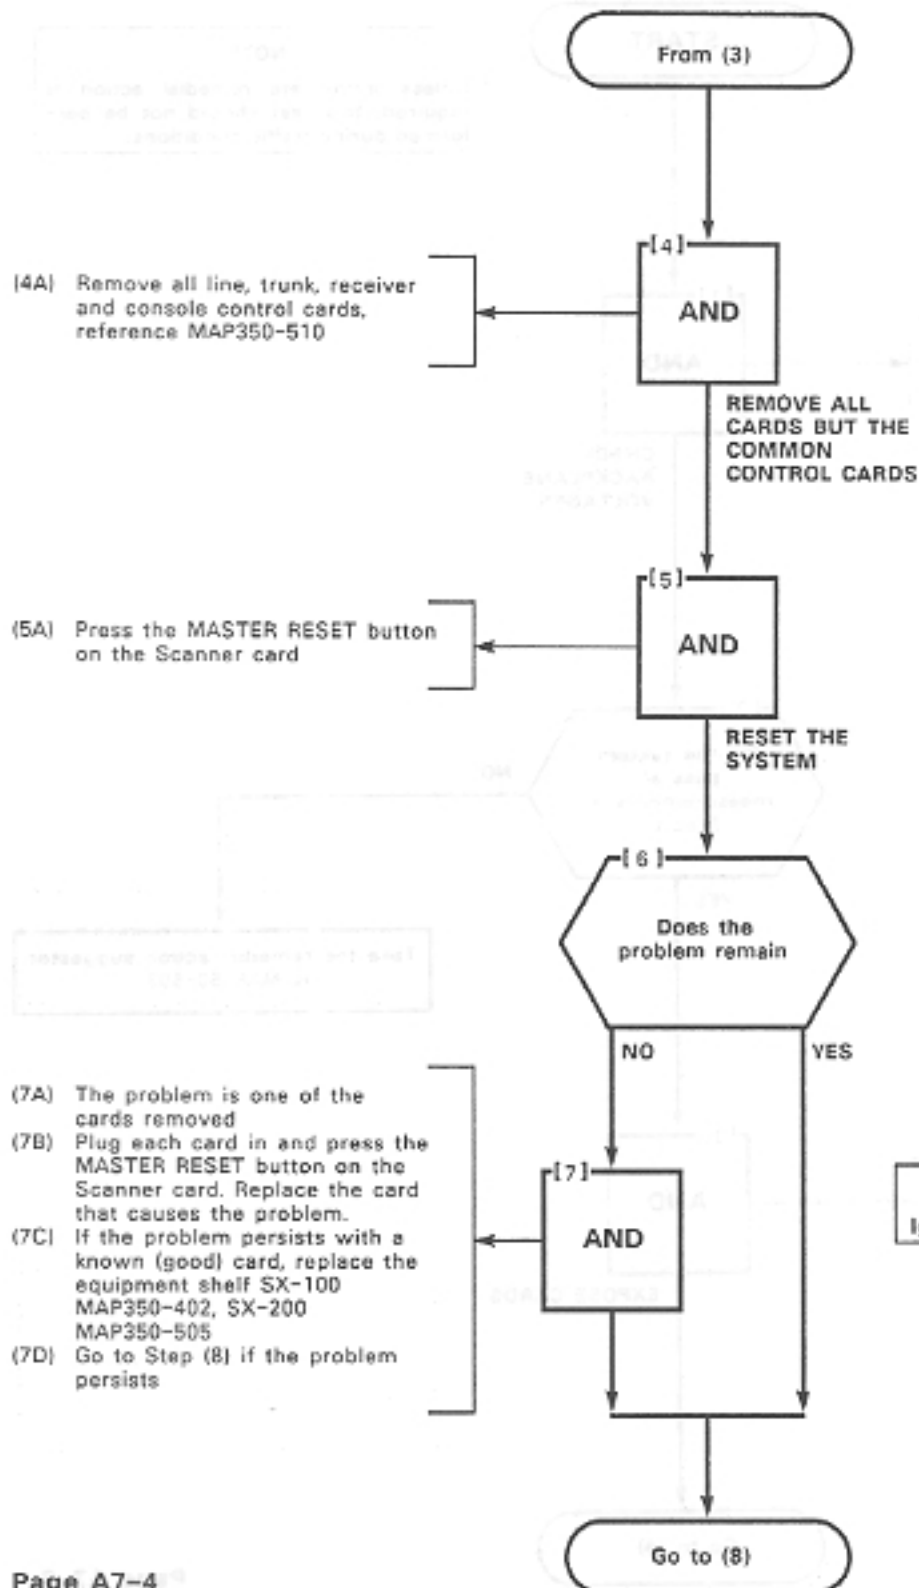 From (3)
[4]
(4A) Remove all line, trunk, receiver
and console control cards,
reference MAP350-510
AND
REMOVE ALL
CARDS BUT THE
COMMON
CONTROL CARDS
[5]
(5A) Press the MASTER RESET button
on the Scanner card
AND
RESET THE
SYSTEM
[6]
Does the
problem remain
NO
YES
(7A) The problem is one of the
cards removed
(7B) Plug each card in and press the
MASTER RESET button on the
Scanner card. Replace the card
that causes the problem.
(7C) If the problem persists with a
known (good) card, replace the
equipment shelf SX-100
MAP350-402, SX-200
MAP350-505
(7D) Go to Step (8) if the problem
persists
[7]
AND
Go to (8)
Page A7-4